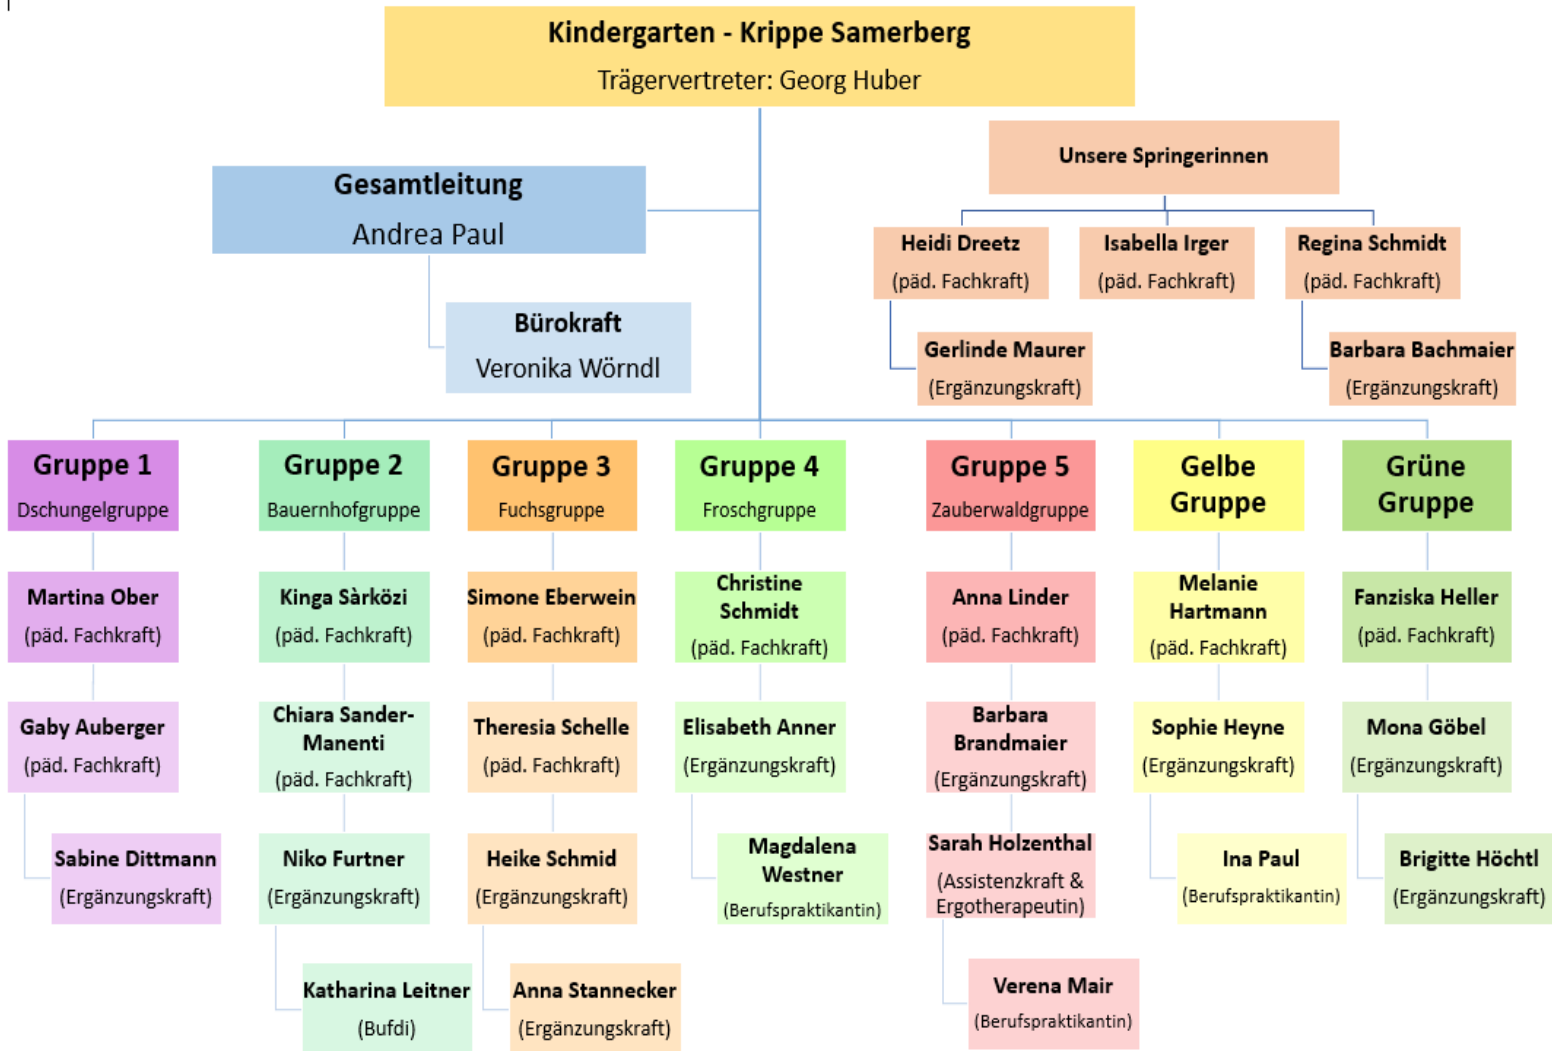 Kindergarten - Krippe Samerberg
Trägervertreter: Georg Huber
Unsere Springerinnen
Gesamtleitung
Andrea Paul
Heidi Dreetz
(päd. Fachkraft)
Isabella Irger
(päd. Fachkraft)
Regina Schmidt
(päd. Fachkraft)
Bürokraft
Veronika Wörndl
Gerlinde Maurer
(Ergänzungskraft)
Barbara Bachmaier
(Ergänzungskraft)
Gruppe 1
Dschungelgruppe
Gruppe 2
Bauernhofgruppe
Gruppe 3
Fuchsgruppe
Gruppe 4
Froschgruppe
Gruppe 5
Zauberwaldgruppe
Gelbe
Gruppe
Grüne
Gruppe
Martina Ober
(päd. Fachkraft)
Kinga Sàrközi
(päd. Fachkraft)
Simone Eberwein
(päd. Fachkraft)
Christine
Schmidt
(päd. Fachkraft)
Anna Linder
(päd. Fachkraft)
Melanie
Hartmann
(päd. Fachkraft)
Fanziska Heller
(päd. Fachkraft)
Gaby Auberger
(päd. Fachkraft)
Chiara Sander-
Manenti
(päd. Fachkraft)
Theresia Schelle
(päd. Fachkraft)
Elisabeth Anner
(Ergänzungskraft)
Barbara
Brandmaier
(Ergänzungskraft)
Sophie Heyne
(Ergänzungskraft)
Mona Göbel
(Ergänzungskraft)
Sabine Dittmann
(Ergänzungskraft)
Niko Furtner
(Ergänzungskraft)
Heike Schmid
(Ergänzungskraft)
Magdalena
Westner
(Berufspraktikantin)
Sarah Holzenthal
(Assistenzkraft &
Ergotherapeutin)
Ina Paul
(Berufspraktikantin)
Brigitte Höchtl
(Ergänzungskraft)
Katharina Leitner
(Bufdi)
Anna Stannecker
(Ergänzungskraft)
Verena Mair
(Berufspraktikantin)